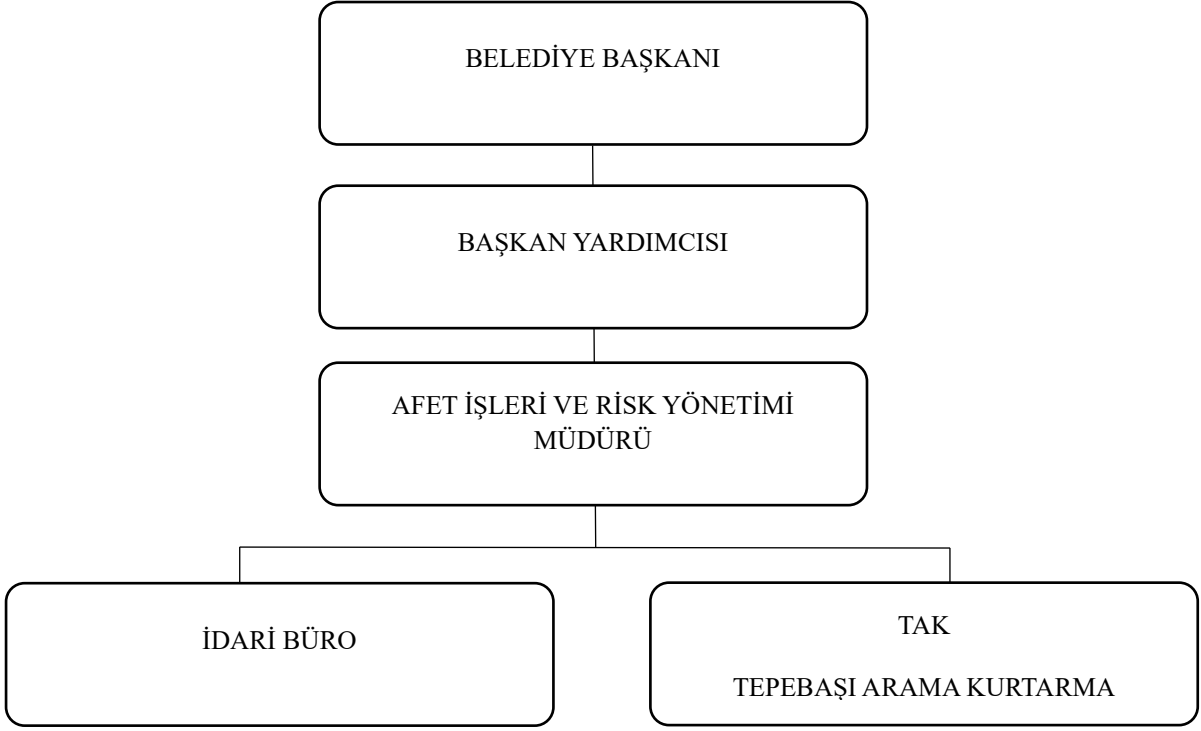 BELEDİYE BAŞKANI
BAŞKAN YARDIMCISI
AFET İŞLERİ VE RİSK YÖNETİMİ
MÜDÜRÜ
İDARİ BÜRO
TAK
TEPEBAŞI ARAMA KURTARMA